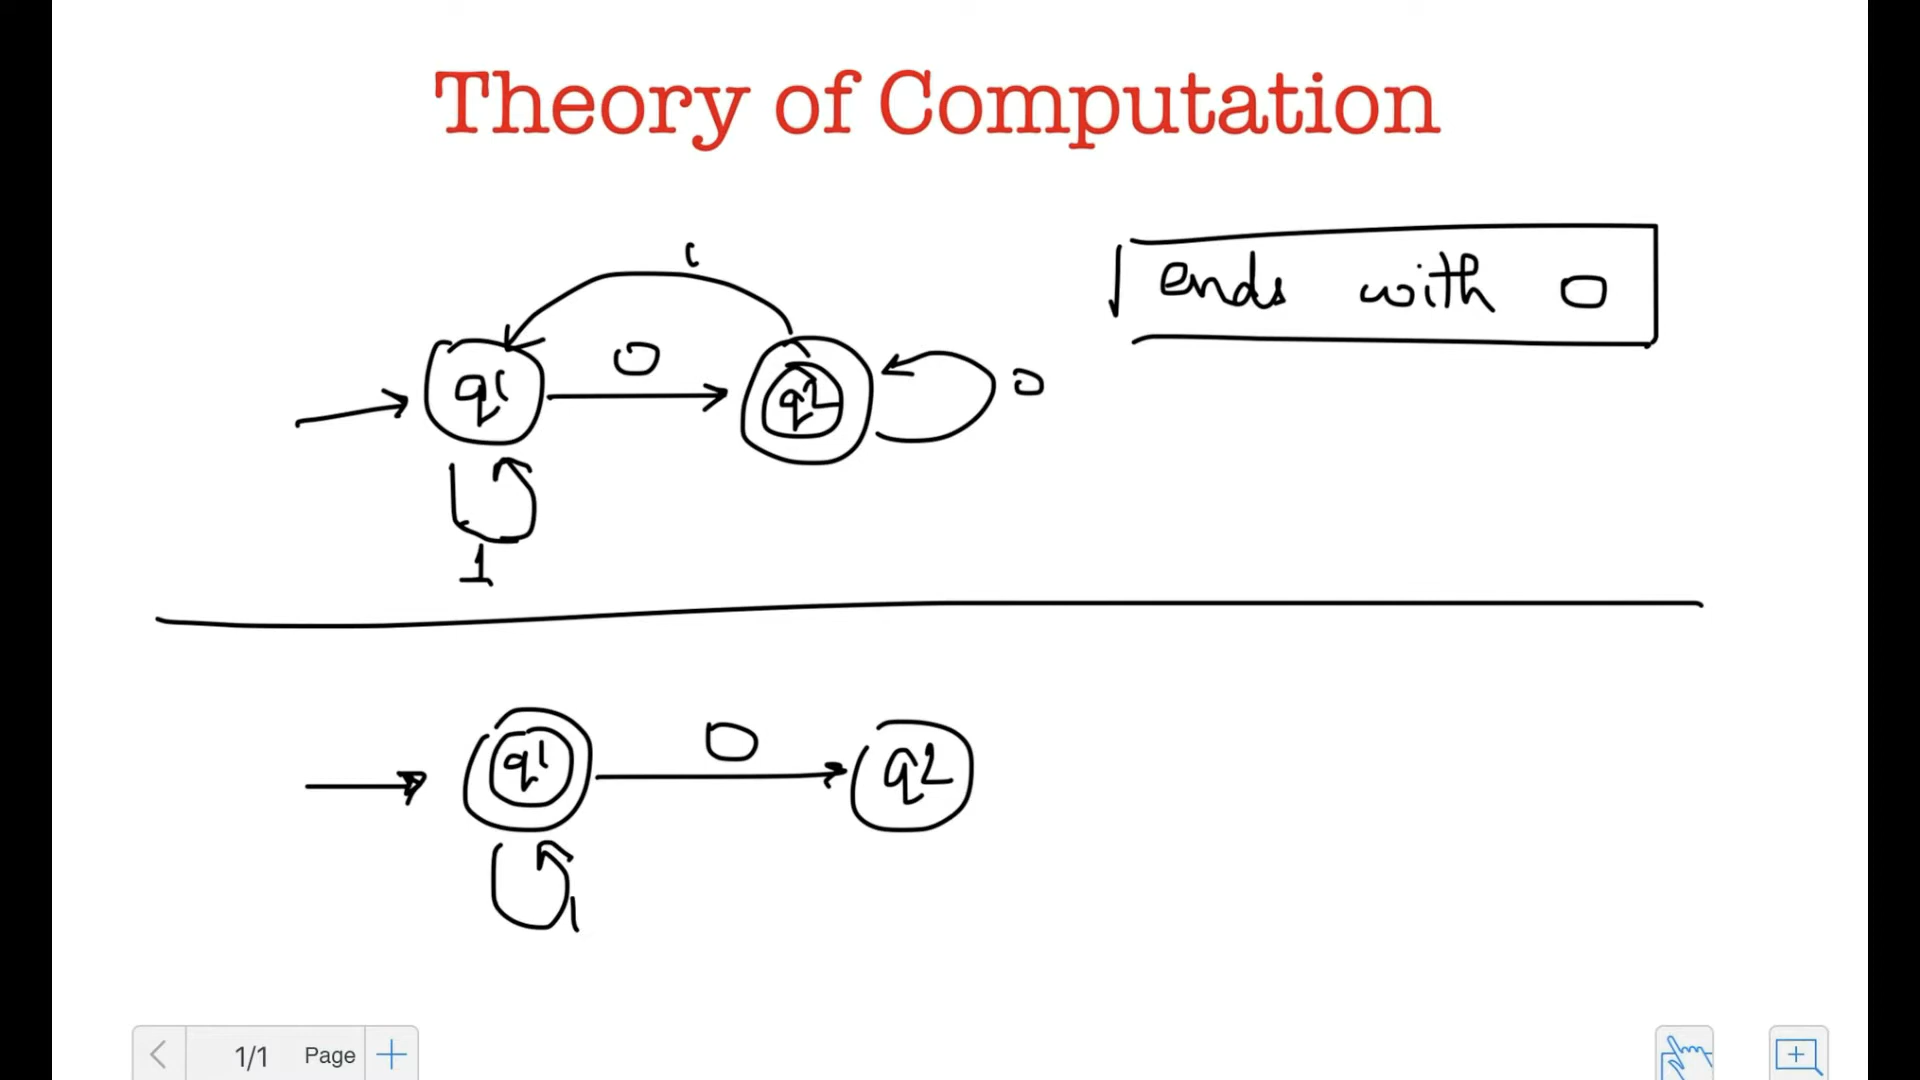 Theory of Computation
ends with 0
1
0
q1
q2
0
1
0
q1
q2
1
1/1 Page